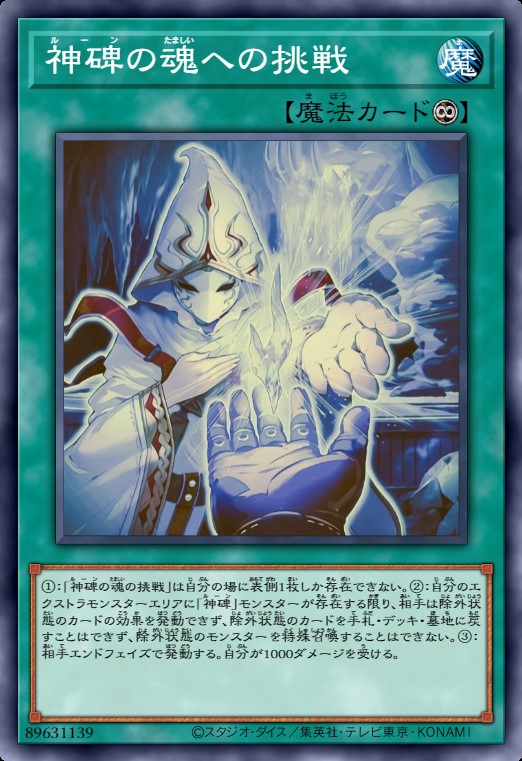 神碑の魂への挑戦
魔
【魔法カード】
①:「神碑の魂の挑戦」は自分の場に裏側1枚しか存在できない。②:自分のエ
クストラモンスターエリアに「神碑」モンスターが存在する限り、相手は除外状
態のカードの効果を発動できず、除外状態のカードを手札・デッキ・墓地に戻
すことはできず、除外状態のモンスターを特殊召喚することはできない。③:
相手エンドフェイズで発動する。自分が1000ダメージを受ける。
89631139
©スタジオ・ダイス／集英社・テレビ東京・KONAMI